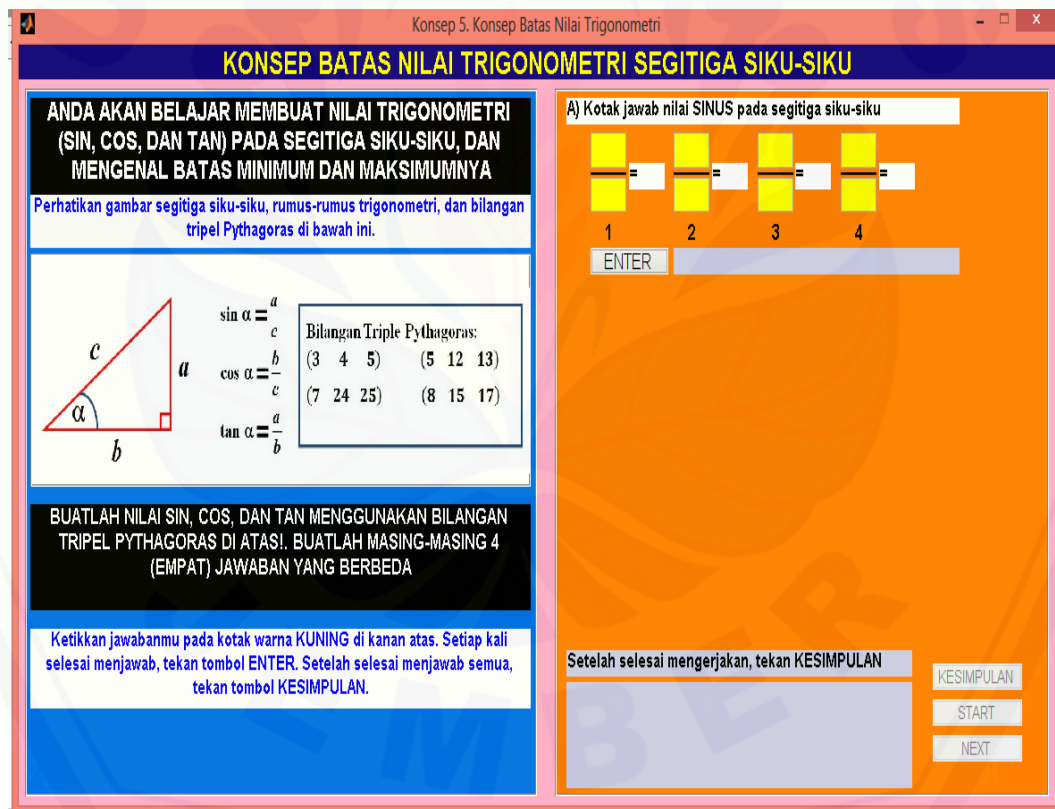 Konsep 5. Konsep Batas Nilai Trigonometri
KONSEP BATAS NILAI TRIGONOMETRI SEGITIGA SIKU-SIKU
ANDA AKAN BELAJAR MEMBUAT NILAI TRIGONOMETRI
(SIN, COS, DAN TAN) PADA SEGITIGA SIKU-SIKU, DAN
MENGENAL BATAS MINIMUM DAN MAKSIMUMNYA
Perhatikan gambar segitiga siku-siku, rumus-rumus trigonometri, dan bilangan
tripel Pythagoras di bawah ini.
c
a
α
b
sin α = a/c
cos α = b/c
tan α = a/b
Bilangan Triple Pythagoras:
(3 4 5) (5 12 13)
(7 24 25) (8 15 17)
BUATLAH NILAI SIN, COS, DAN TAN MENGGUNAKAN BILANGAN
TRIPEL PYTHAGORAS DI ATAS!. BUATLAH MASING-MASING 4
(EMPAT) JAWABAN YANG BERBEDA
Ketikkan jawabanmu pada kotak warna KUNING di kanan atas. Setiap kali
selesai menjawab, tekan tombol ENTER. Setelah selesai menjawab semua,
tekan tombol KESIMPULAN.
A) Kotak jawab nilai SINUS pada segitiga siku-siku
= = = =
1 2 3 4
ENTER
Setelah selesai mengerjakan, tekan KESIMPULAN
KESIMPULAN
START
NEXT